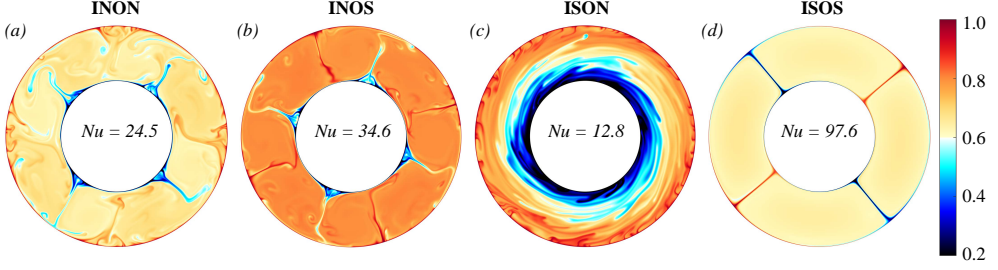 INON INOS ISON ISOS
(a) (b) (c) (d)
1.0
0.8
Nu = 24.5 Nu = 34.6 Nu = 12.8 Nu = 97.6
0.6
0.4
0.2